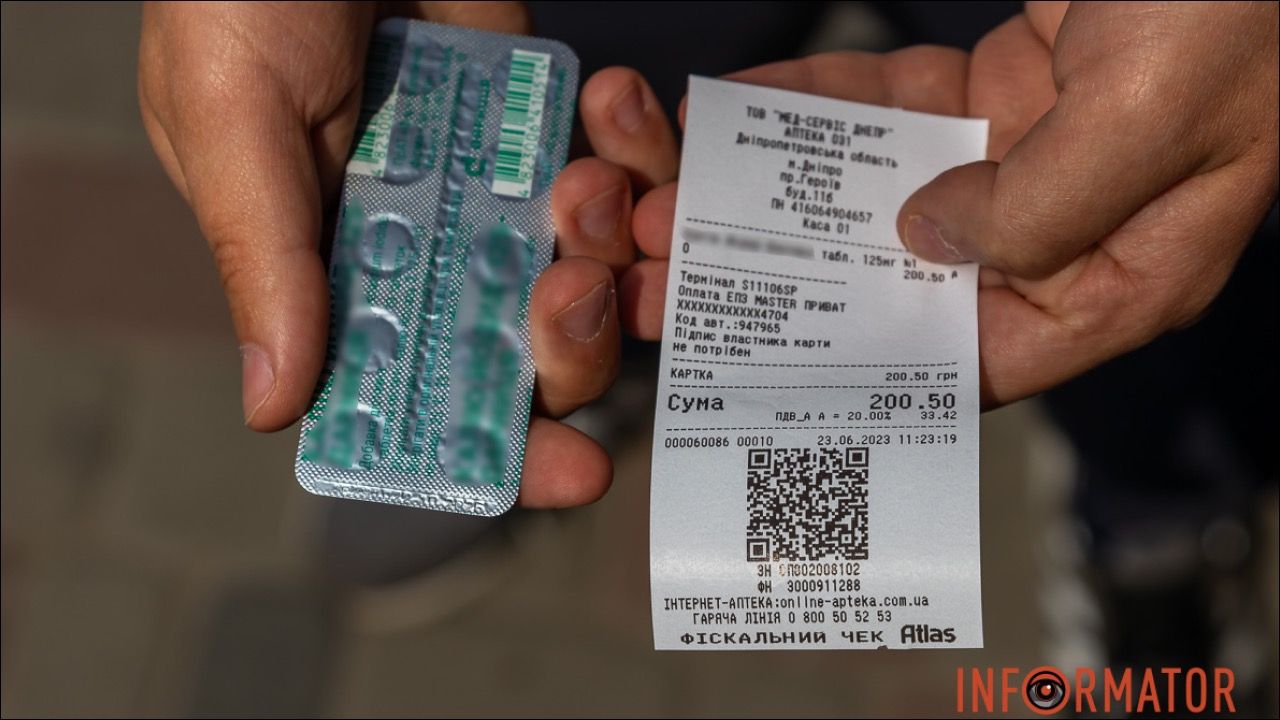 4823006410514
ТОВ "МЕД-СЕРВІС ДНЕПР"
АПТЕКА 031
Дніпропетровська область
м.Дніпро
пр.Героїв
буд.11б
ПН 416064904657
Каса 01
табл. 125мг №1
0
200.50 А
Термінал S11106SP
Оплата ЕПЗ MASTER ПРИВАТ
XXXXXXXXXXXX4704
Код авт.:947965
Підпис власника карти
не потрібен
КАРТКА 200.50 грн
Сума 200.50
ПДВ_А А = 20.00% 33.42
000060086 00010 23.06.2023 11:23:19
ЗН ОП002008102
ФН 3000911288
ІНТЕРНЕТ-АПТЕКА:online-apteka.com.ua
ГАРЯЧА ЛІНІЯ 0 800 50 52 53
ФІСКАЛЬНИЙ ЧЕК Atlas
INFORMATOR